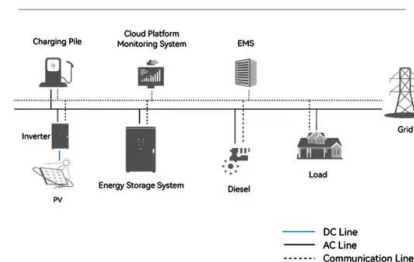 Charging Pile
Cloud Platform
Monitoring System
EMS
Inverter
Grid
PV
Energy Storage System
Diesel
Load
DC Line
AC Line
Communication Line